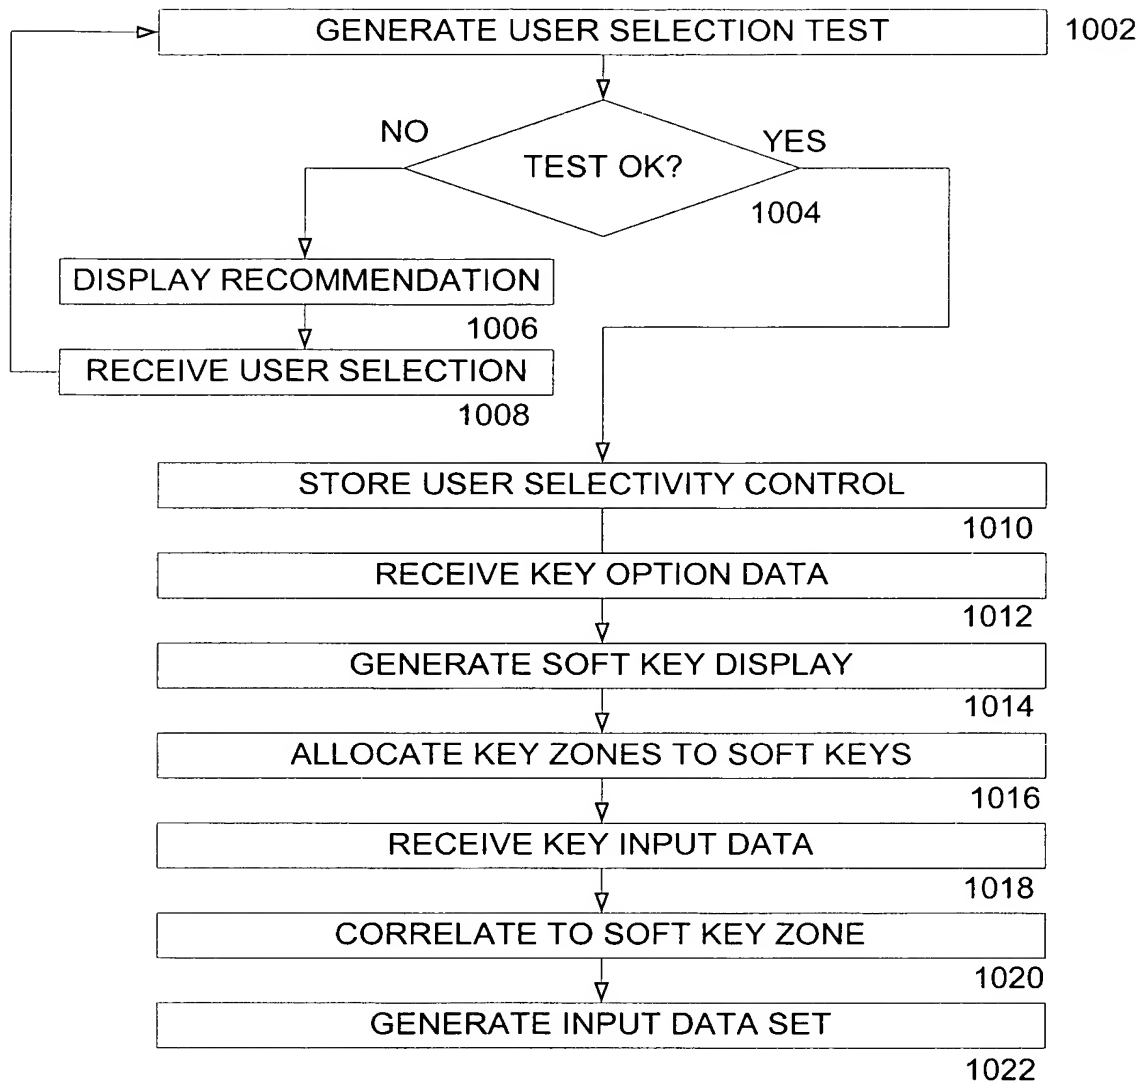 GENERATE USER SELECTION TEST
1002
NO
YES
TEST OK?
1004
DISPLAY RECOMMENDATION
1006
RECEIVE USER SELECTION
1008
STORE USER SELECTIVITY CONTROL
1010
RECEIVE KEY OPTION DATA
1012
GENERATE SOFT KEY DISPLAY
1014
ALLOCATE KEY ZONES TO SOFT KEYS
1016
RECEIVE KEY INPUT DATA
1018
CORRELATE TO SOFT KEY ZONE
1020
GENERATE INPUT DATA SET
1022